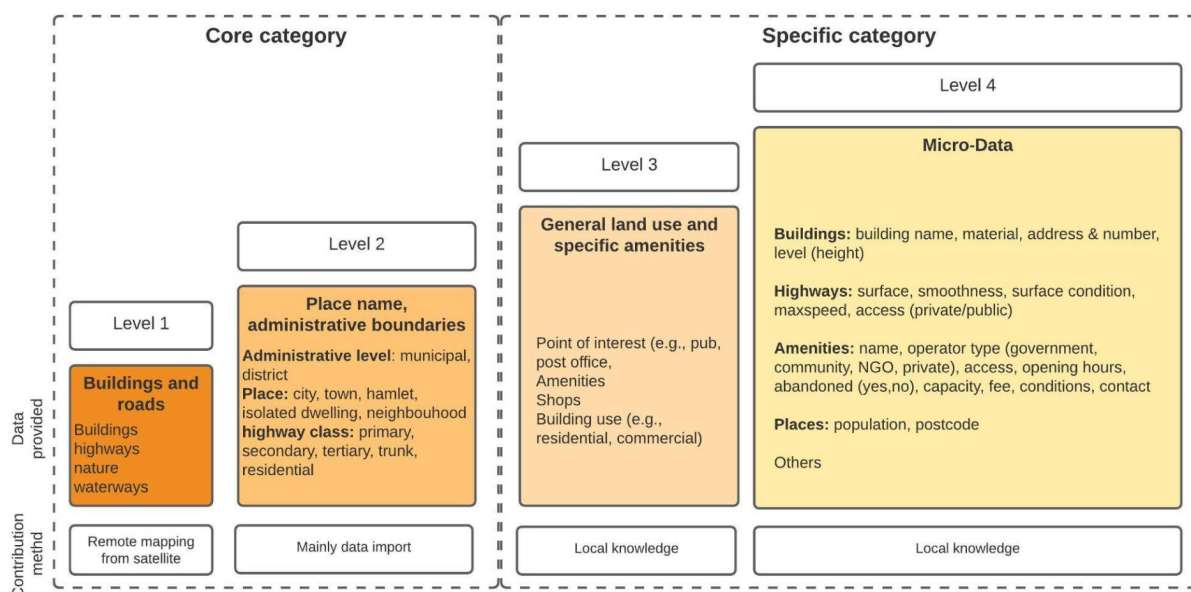 Core category
Level 1
Buildings and
roads
Buildings
highways
nature
waterways
Remote mapping
from satellite
Level 2
Place name,
administrative boundaries
Administrative level: municipal,
district
Place: city, town, hamlet,
isolated dwelling, neighbouhood
highway class: primary,
secondary, tertiary, trunk,
residential
Mainly data import
Specific category
Level 3
General land use and
specific amenities
Point of interest (e.g., pub,
post office,
Amenities
Shops
Building use (e.g.,
residential, commercial)
Local knowledge
Level 4
Micro-Data
Buildings: building name, material, address & number,
level (height)
Highways: surface, smoothness, surface condition,
maxspeed, access (private/public)
Amenities: name, operator type (government,
community, NGO, private), access, opening hours,
abandoned (yes,no), capacity, fee, conditions, contact
Places: population, postcode
Others
Local knowledge
Data
provided
Contribution
methd